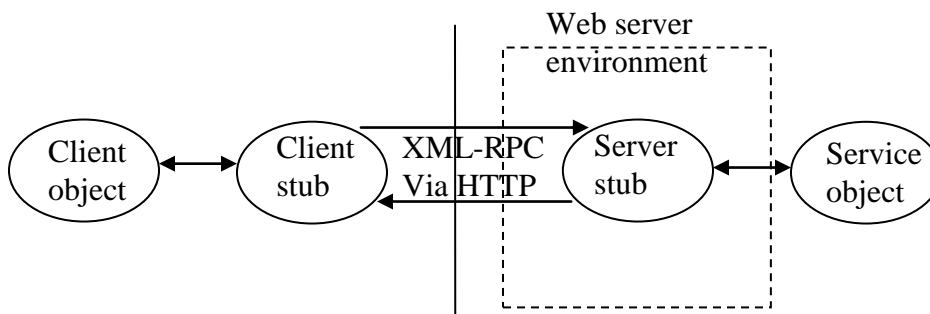 Web server
environment
Client
object
Client
stub
XML-RPC
Via HTTP
Server
stub
Service
object